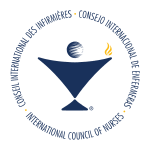 CONSEIL INTERNATIONAL DES INFIRMIÈRES · CONSEJO INTERNACIONAL DE ENFERMERAS · INTERNATIONAL COUNCIL OF NURSES ·
®